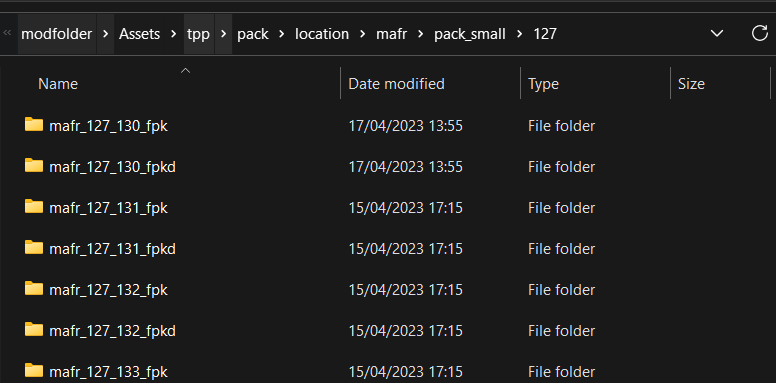 « modfolder > Assets > tpp > pack > location > mafr > pack_small > 127
Name Date modified Type Size
mafr_127_130_fpk 17/04/2023 13:55 File folder
mafr_127_130_fpkd 17/04/2023 13:55 File folder
mafr_127_131_fpk 15/04/2023 17:15 File folder
mafr_127_131_fpkd 15/04/2023 17:15 File folder
mafr_127_132_fpk 15/04/2023 17:15 File folder
mafr_127_132_fpkd 15/04/2023 17:15 File folder
mafr_127_133_fpk 15/04/2023 17:15 File folder